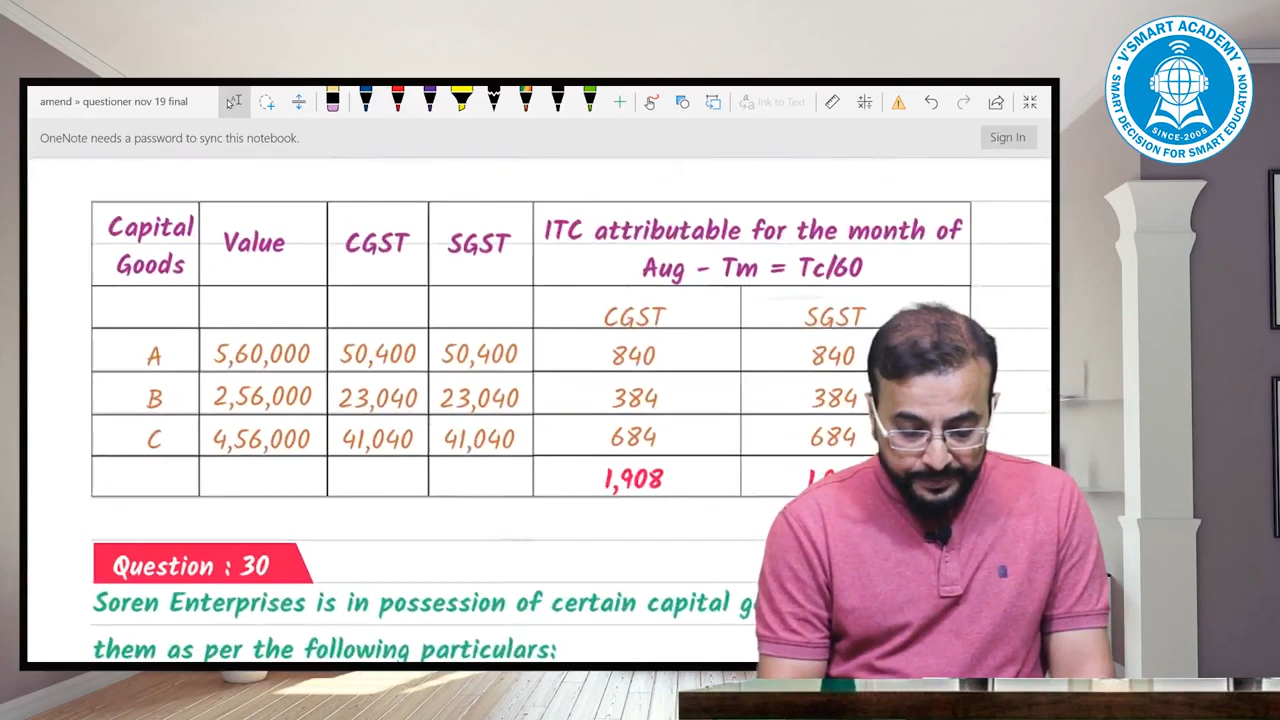 V'SMART ACADEMY
SMART DECISION FOR SMART EDUCATION
SINCE-2005
amend » questioner nov 19 final
Ink to Text
OneNote needs a password to sync this notebook.
Sign In
Capital Goods Value CGST SGST ITC attributable for the month of
Aug - Tm = Tc/60
CGST SGST
A 5,60,000 50,400 50,400 840 840
B 2,56,000 23,040 23,040 384 384
C 4,56,000 41,040 41,040 684 684
1,908
Question : 30
Soren Enterprises is in possession of certain capital
them as per the following particulars: